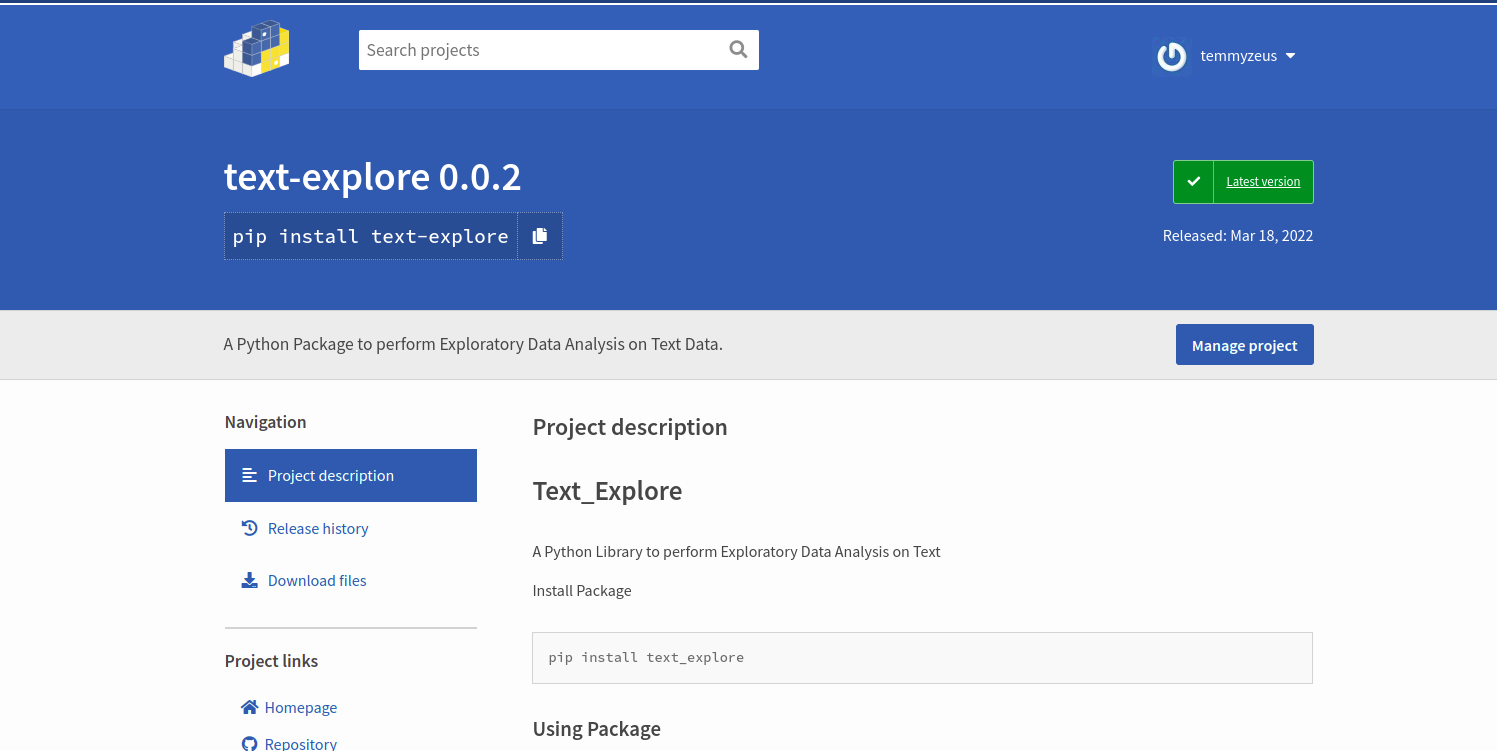 Search projects
temmyzeus
text-explore 0.0.2
Latest version
pip install text-explore
Released: Mar 18, 2022
A Python Package to perform Exploratory Data Analysis on Text Data.
Manage project
Navigation
Project description
Release history
Download files
Project links
Homepage
Repository
Project description
Text_Explore
A Python Library to perform Exploratory Data Analysis on Text
Install Package
pip install text_explore
Using Package